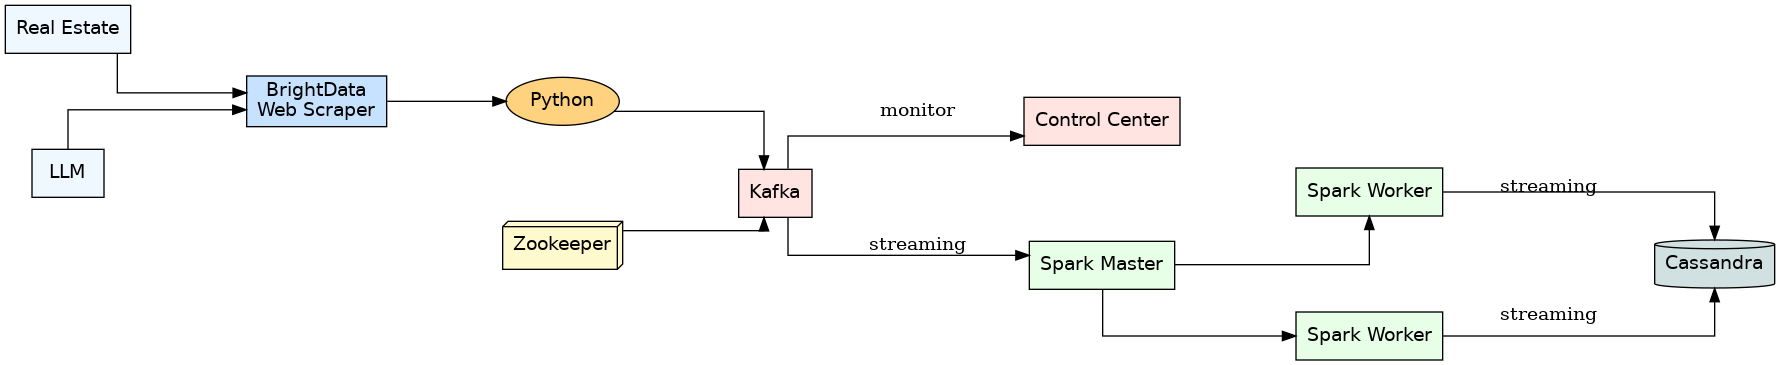 Real Estate
BrightData
Web Scraper
LLM
Python
Zookeeper
Kafka
monitor
Control Center
streaming
Spark Master
Spark Worker
streaming
Spark Worker
streaming
Cassandra